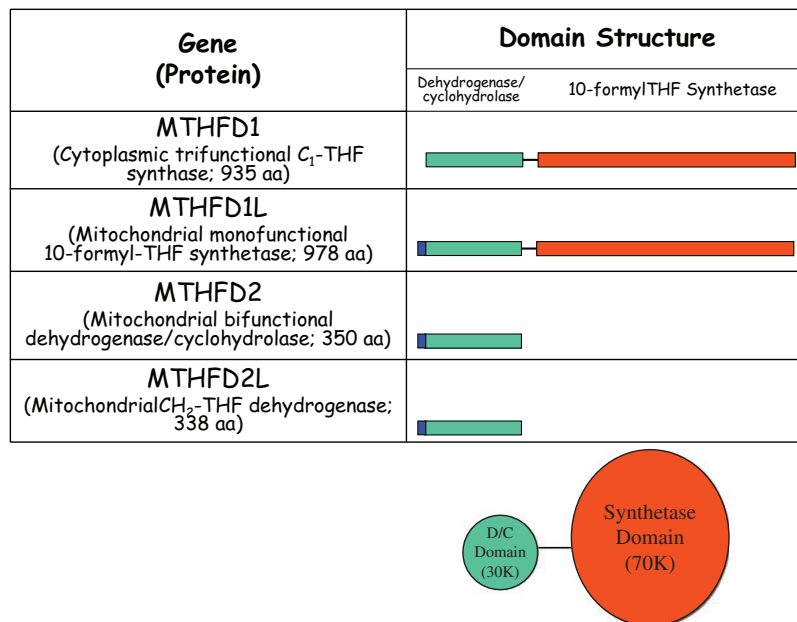 Gene
(Protein)
Domain Structure
Dehydrogenase/
cyclohydrolase
10-formylTHF Synthetase
MTHFD1
(Cytoplasmic trifunctional C₁-THF
synthase; 935 aa)
MTHFD1L
(Mitochondrial monofunctional
10-formyl-THF synthetase; 978 aa)
MTHFD2
(Mitochondrial bifunctional
dehydrogenase/cyclohydrolase; 350 aa)
MTHFD2L
(MitochondrialCH₂-THF dehydrogenase;
338 aa)
D/C
Domain
(30K)
Synthetase
Domain
(70K)